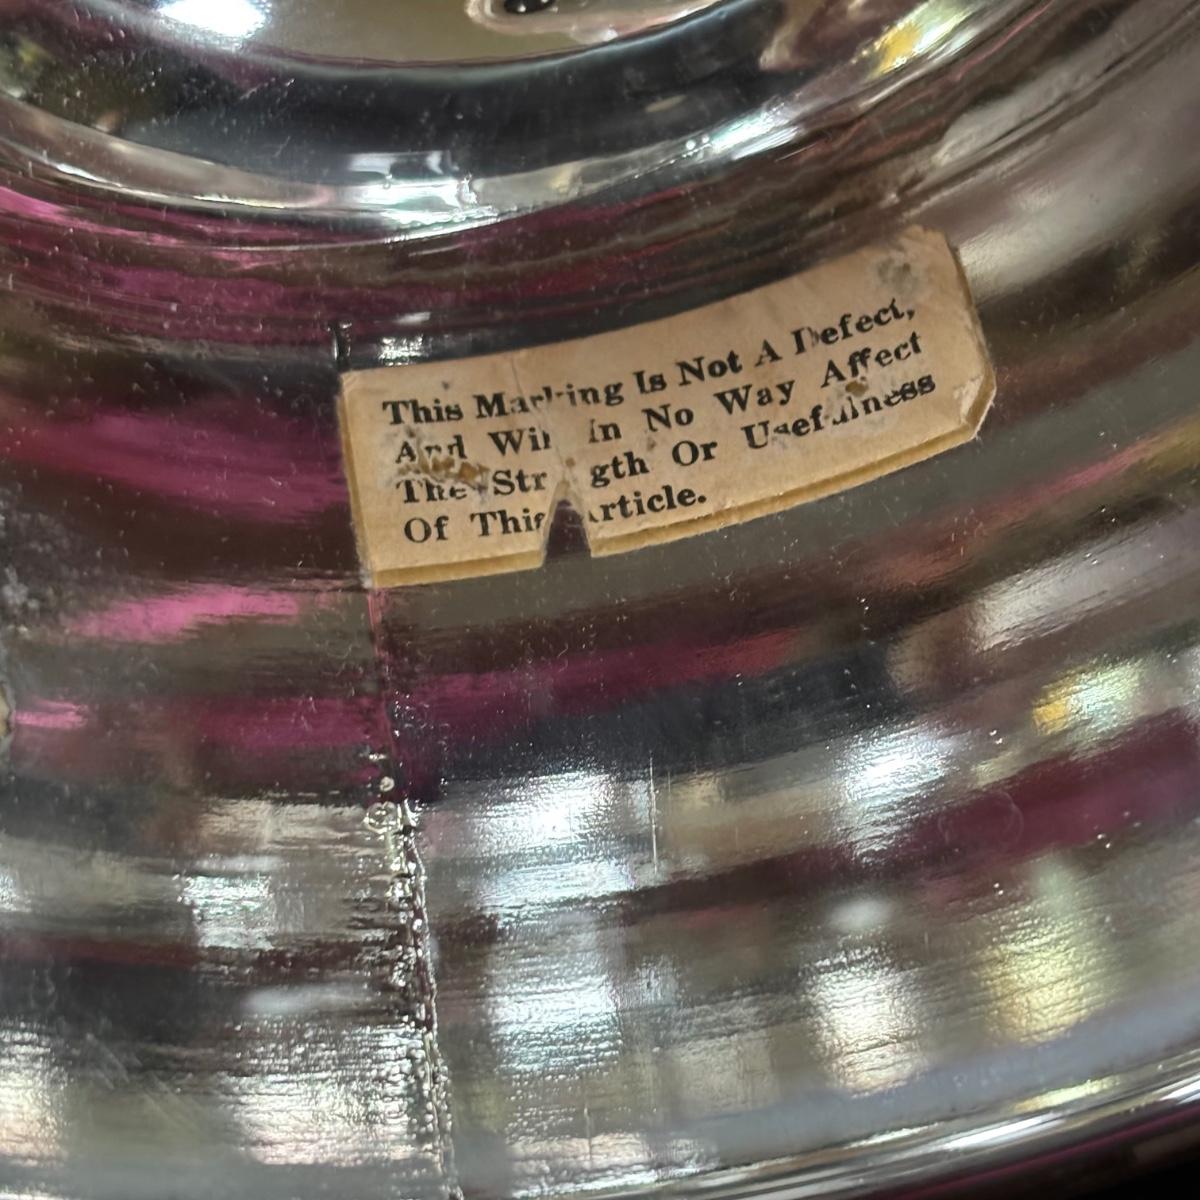 This Marking Is Not A Defect,
And Will In No Way Affect
The Strength Or Usefulness
Of This Article.